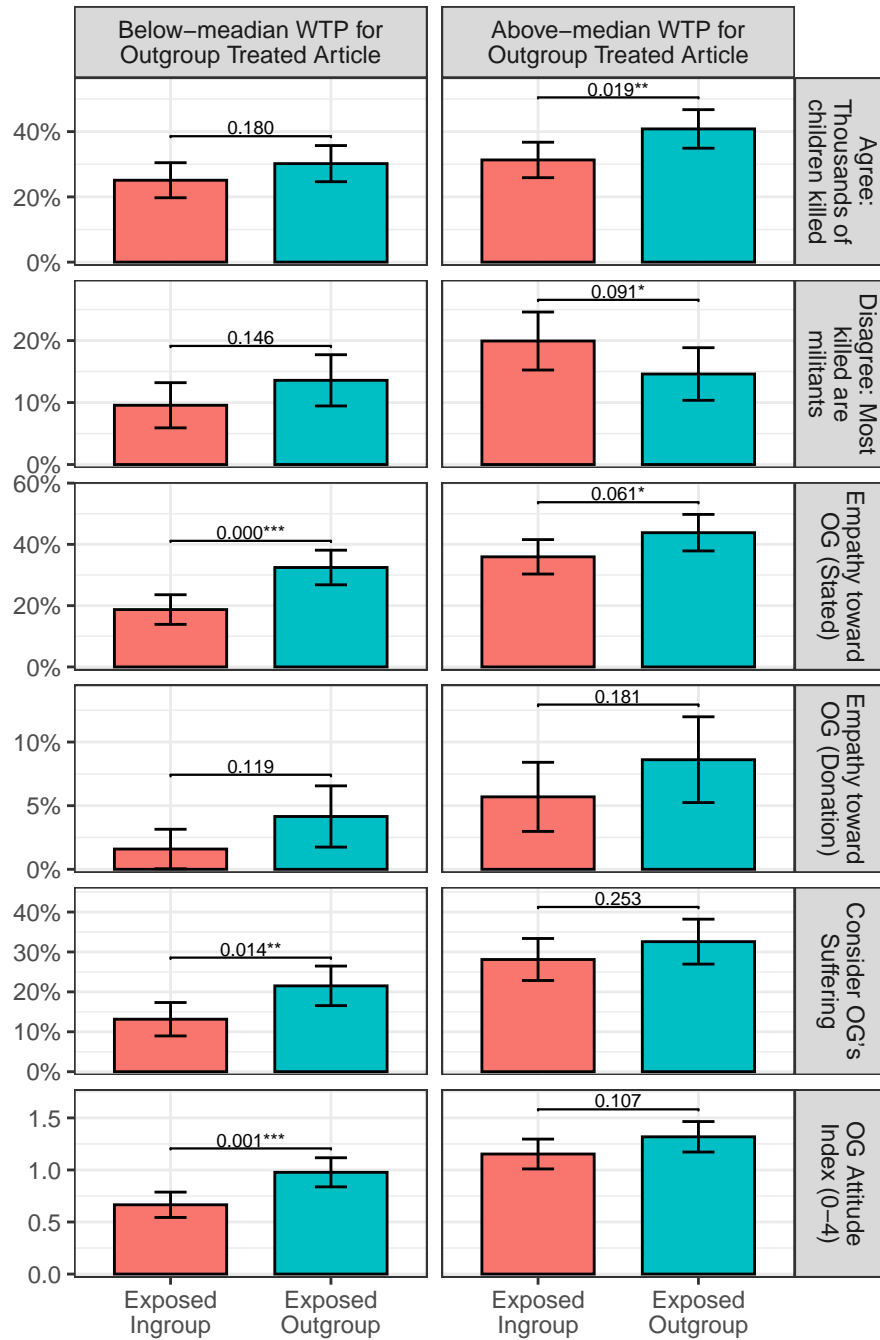 Below−meadian WTP for
Outgroup Treated Article
Above−median WTP for
Outgroup Treated Article
40%
20%
0%
0.180
0.019**
Agree:
Thousands of
children killed
20%
10%
0%
0.146
0.091*
Disagree: Most
killed are
militants
60%
40%
20%
0%
0.000***
0.061*
Empathy toward
OG (Stated)
10%
5%
0%
0.119
0.181
Empathy toward
OG (Donation)
40%
30%
20%
10%
0%
0.014**
0.253
Consider OG's
Suffering
1.5
1.0
0.5
0.0
0.001***
0.107
OG Attitude
Index (0−4)
Exposed
Ingroup
Exposed
Outgroup
Exposed
Ingroup
Exposed
Outgroup